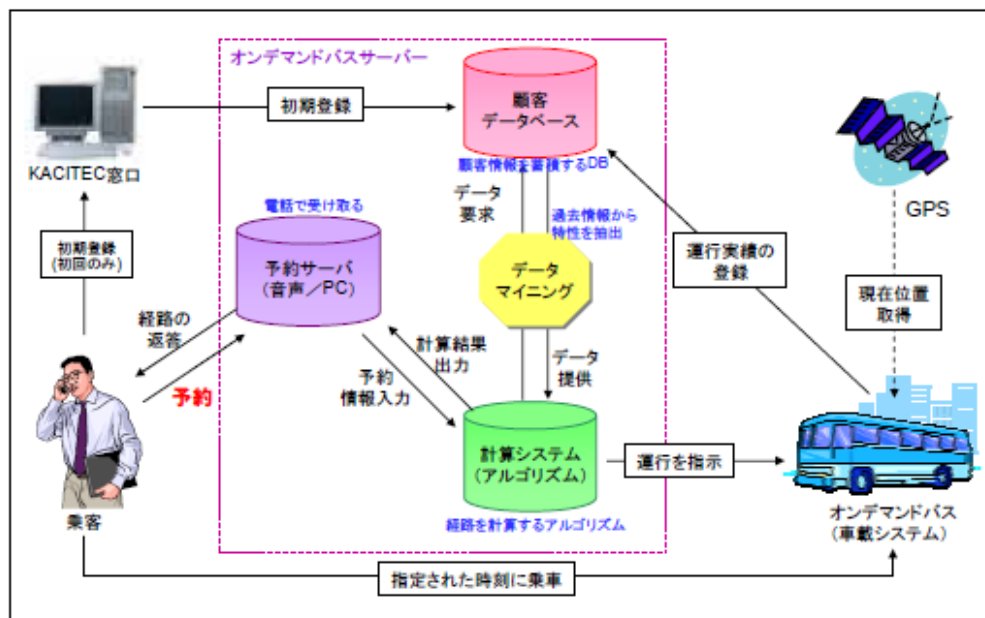 オンデマンドバスサーバー
顧客
データベース
初期登録
KACITEC窓口
顧客情報を蓄積するDB
データ
要求
過去情報から
特性を抽出
GPS
電話で受け取る
初期登録
(初回のみ)
予約サーバ
(音声／PC)
データ
マイニング
運行実績の
登録
現在位置
取得
経路の
返答
計算結果
出力
データ
提供
予約
予約
情報入力
計算システム
(アルゴリズム)
運行を指示
経路を計算するアルゴリズム
乗客
オンデマンドバス
(車載システム)
指定された時刻に乗車